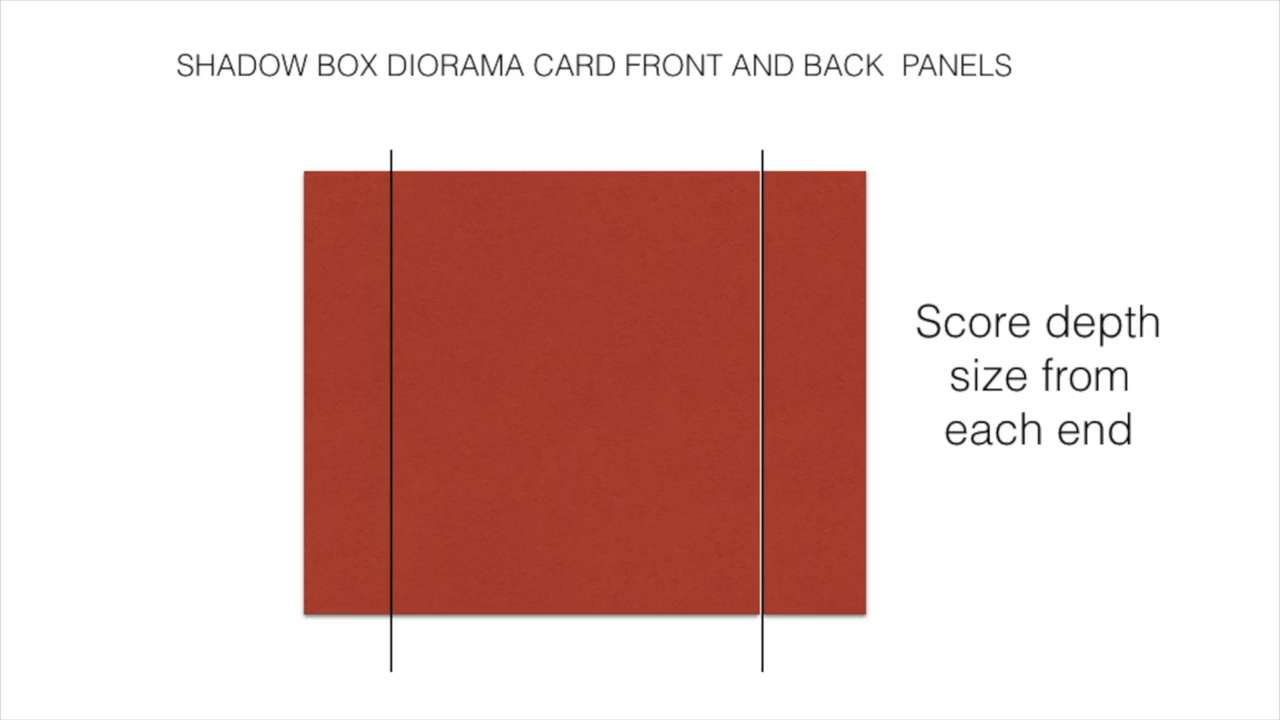 SHADOW BOX DIORAMA CARD FRONT AND BACK  PANELS
Score depth
size from
each end